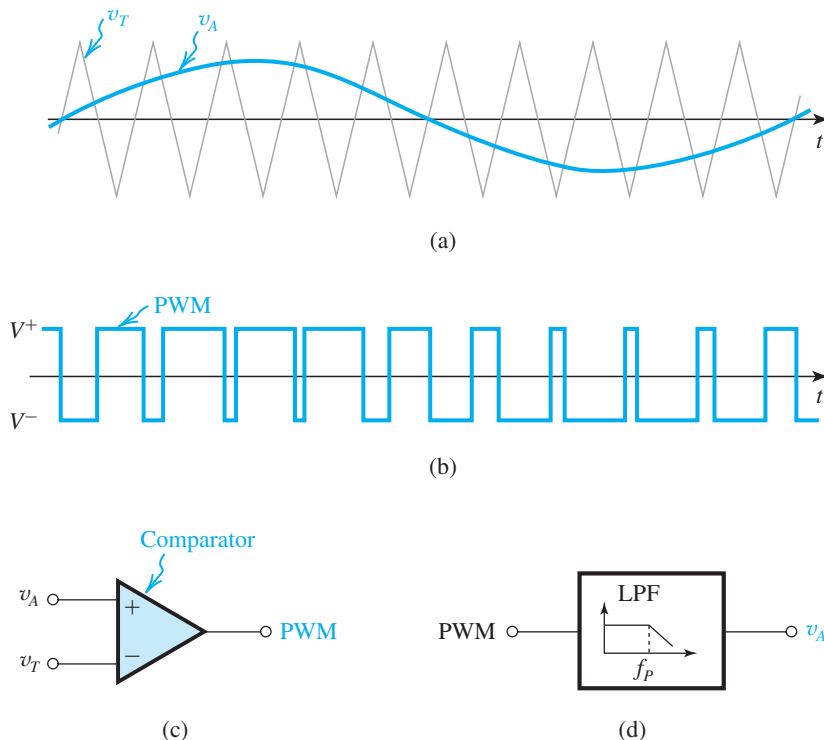 v_T v_A
t
(a)
PWM
V⁺
t
V⁻
(b)
Comparator
v_A + PWM
v_T −
(c)
LPF
PWM v_A
f_P
(d)